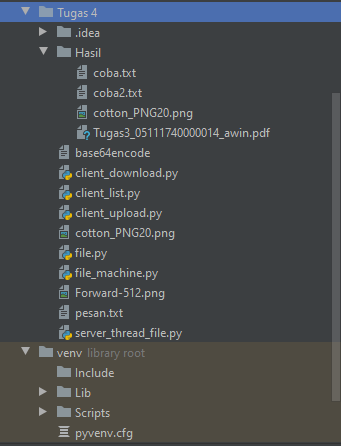 Tugas 4
.idea
Hasil
coba.txt
coba2.txt
cotton_PNG20.png
Tugas3_05111740000014_awin.pdf
base64encode
client_download.py
client_list.py
client_upload.py
cotton_PNG20.png
file.py
file_machine.py
Forward-512.png
pesan.txt
server_thread_file.py
venv library root
Include
Lib
Scripts
pyvenv.cfg